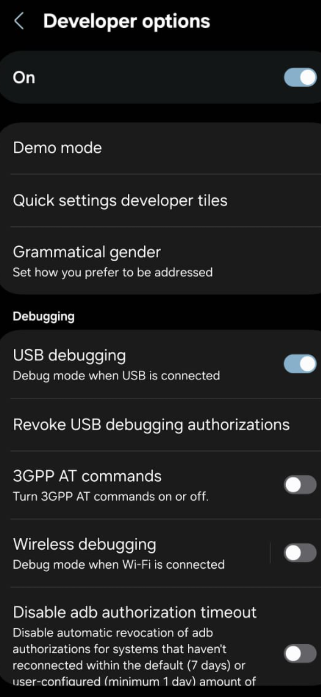 Developer options
On
Demo mode
Quick settings developer tiles
Grammatical gender
Set how you prefer to be addressed
Debugging
USB debugging
Debug mode when USB is connected
Revoke USB debugging authorizations
3GPP AT commands
Turn 3GPP AT commands on or off.
Wireless debugging
Debug mode when Wi-Fi is connected
Disable adb authorization timeout
Disable automatic revocation of adb
authorizations for systems that haven't
reconnected within the default (7 days) or
user-configured (minimum 1 day) amount of